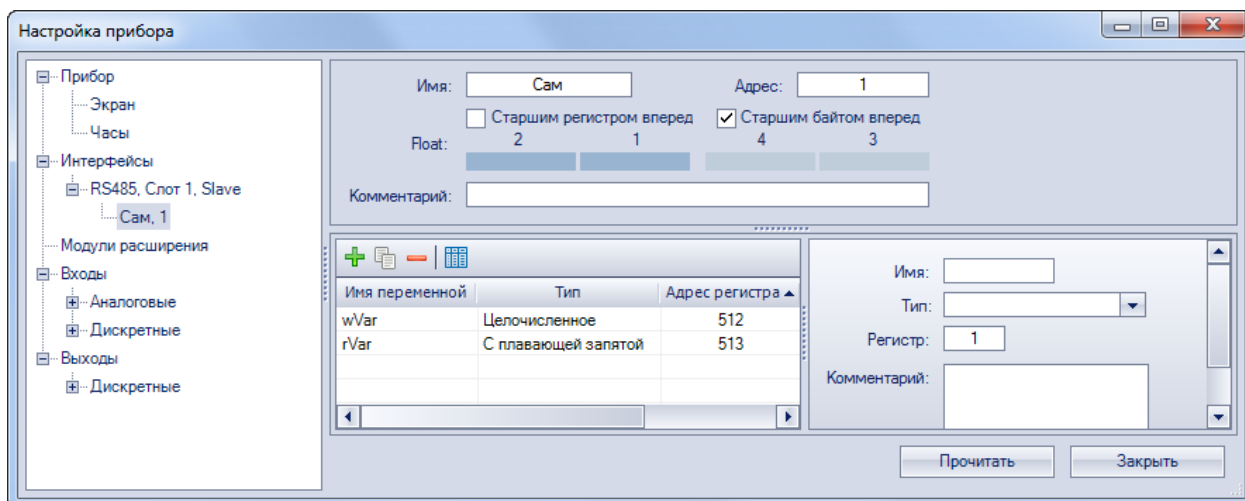 Настройка прибора
Прибор
Экран
Часы
Интерфейсы
RS485, Слот 1, Slave
Сам, 1
Модули расширения
Входы
Аналоговые
Дискретные
Выходы
Дискретные
Имя: Сам Адрес: 1
Старшим регистром вперед Старшим байтом вперед
Float: 2 1 4 3
Комментарий:
Имя переменной Тип Адрес регистра
wVar Целочисленное 512
rVar С плавающей запятой 513
Имя:
Тип:
Регистр: 1
Комментарий:
Прочитать Закрыть